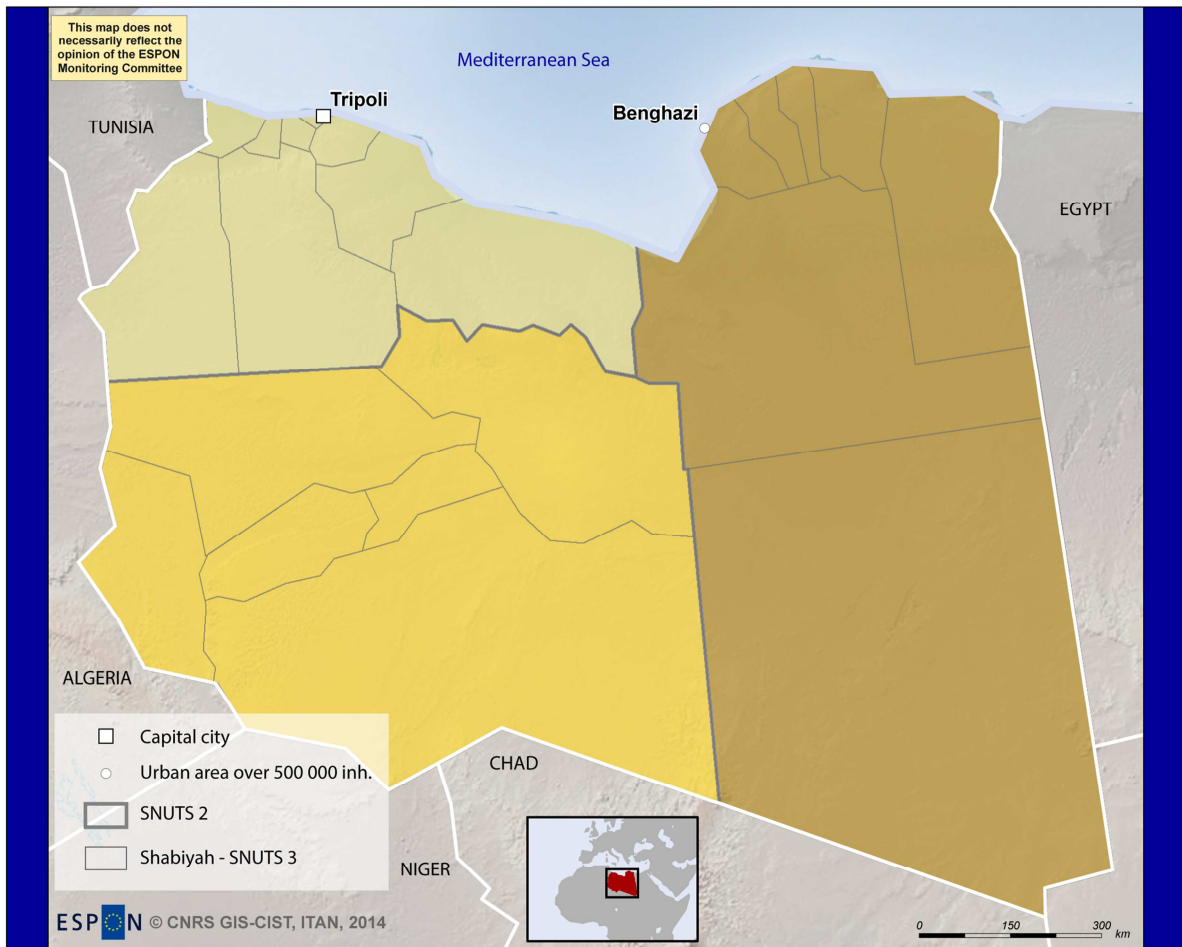 This map does not
necessarily reflect the
opinion of the ESPON
Monitoring Committee
Mediterranean Sea
Tripoli
Benghazi
TUNISIA
EGYPT
ALGERIA
CHAD
NIGER
Capital city
Urban area over 500 000 inh.
SNUTS 2
Shabiyah - SNUTS 3
ESPON © CNRS GIS-CIST, ITAN, 2014
0 150 300
km